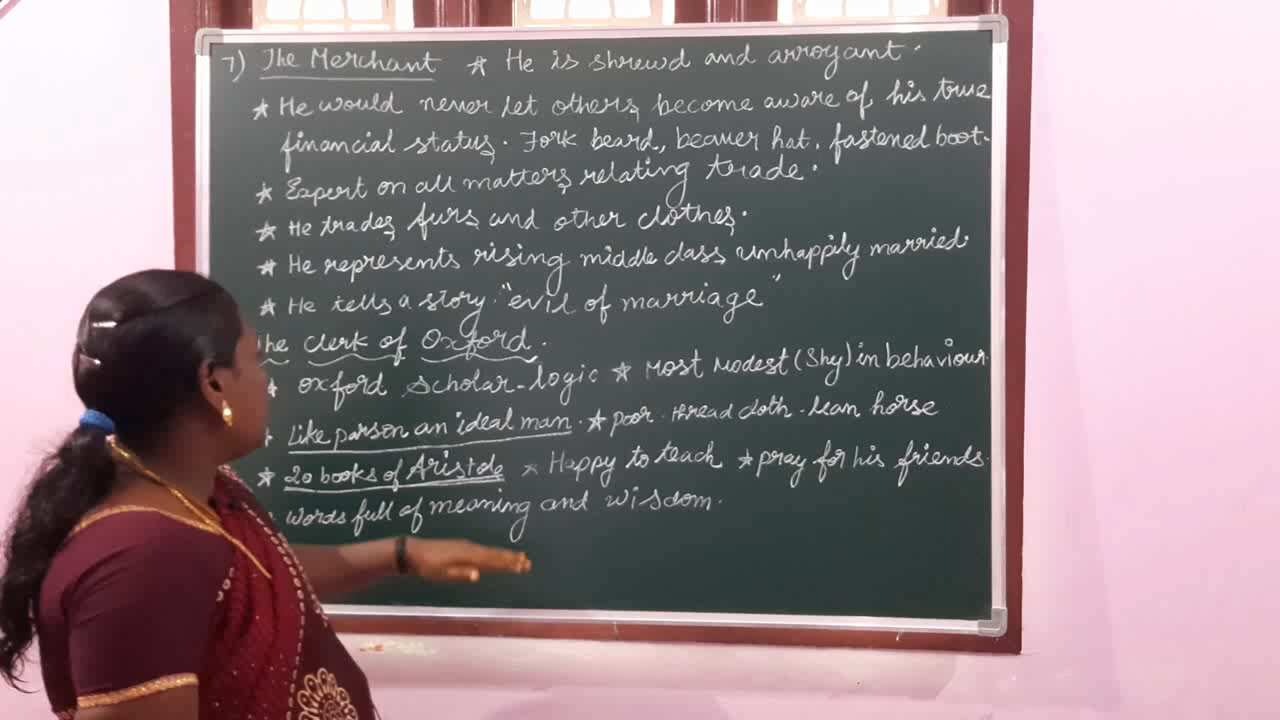 7) The Merchant ★ He is shrewd and arroyant.
★ He would never let others become aware of his true
financial status. Fork beard, beaver hat, fastened boot.
★ Expert on all matters relating trade.
★ He trades furs and other clothes.
★ He represents rising middle class unhappily married.
★ He tells a story. "evil of marriage"
The clerk of Oxford.
★ Oxford scholar-logic ★ Most Modest (Shy) in behaviour.
Like parson an ideal man. ★ poor. thread cloth. lean horse
★ 20 books of Aristole ★ Happy to teach ★ pray for his friends.
words full of meaning and wisdom.